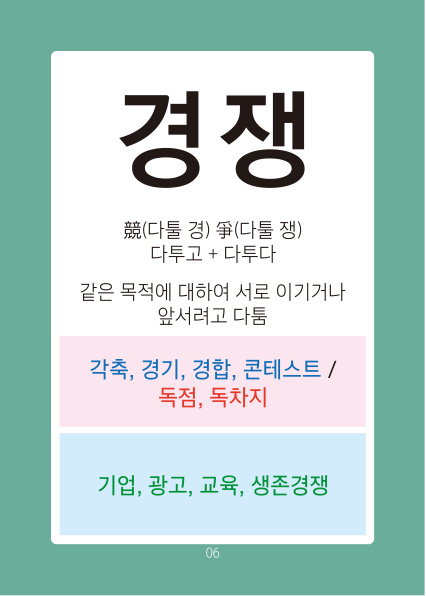 경쟁
競(다툴 경) 爭(다툴 쟁)
다투고 + 다투다
같은 목적에 대하여 서로 이기거나
앞서려고 다툼
각축, 경기, 경합, 콘테스트 /
독점, 독차지
기업, 광고, 교육, 생존경쟁
06